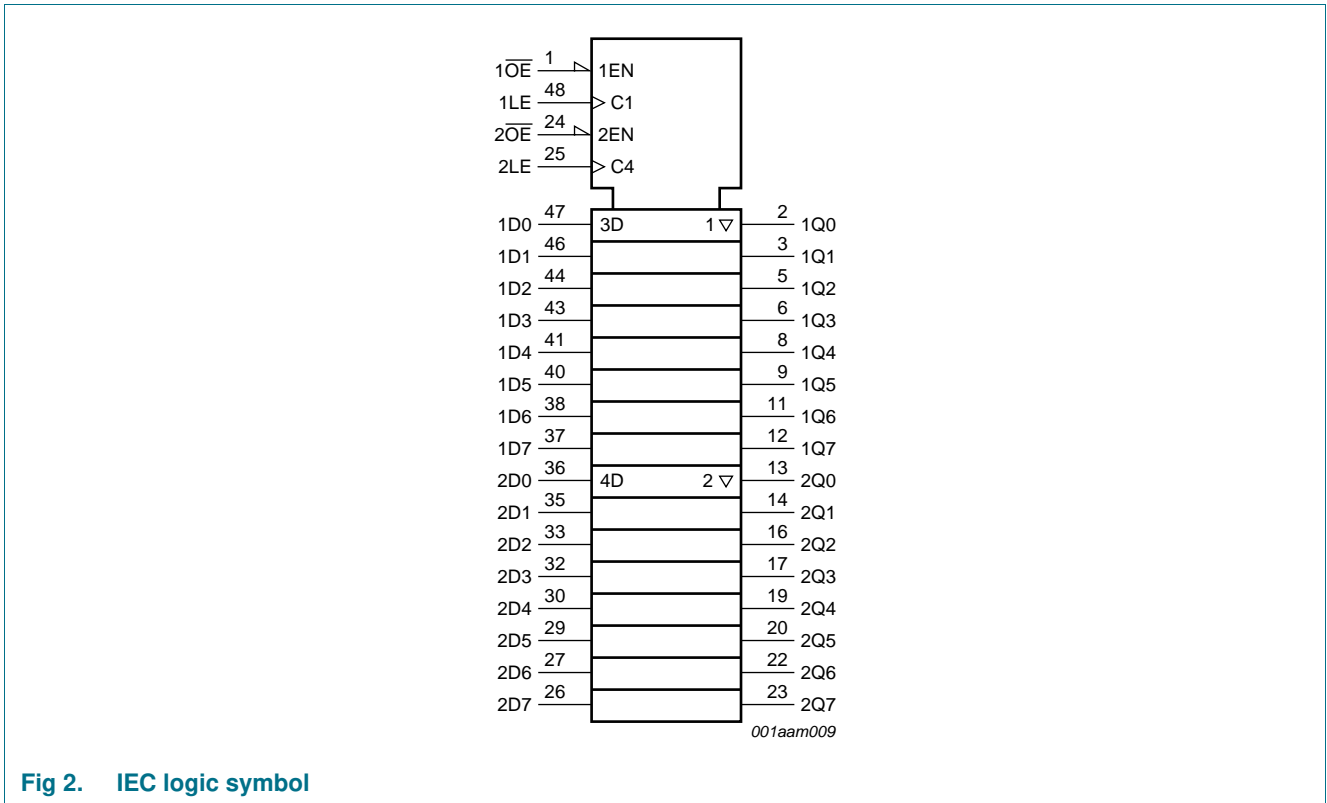 1O̅E̅ 1 1EN
1LE 48 C1
2O̅E̅ 24 2EN
2LE 25 C4
1D0 47 3D 1 ▽ 2 1Q0
1D1 46 3 1Q1
1D2 44 5 1Q2
1D3 43 6 1Q3
1D4 41 8 1Q4
1D5 40 9 1Q5
1D6 38 11 1Q6
1D7 37 12 1Q7
2D0 36 4D 2 ▽ 13 2Q0
2D1 35 14 2Q1
2D2 33 16 2Q2
2D3 32 17 2Q3
2D4 30 19 2Q4
2D5 29 20 2Q5
2D6 27 22 2Q6
2D7 26 23 2Q7
001aam009
Fig 2. IEC logic symbol